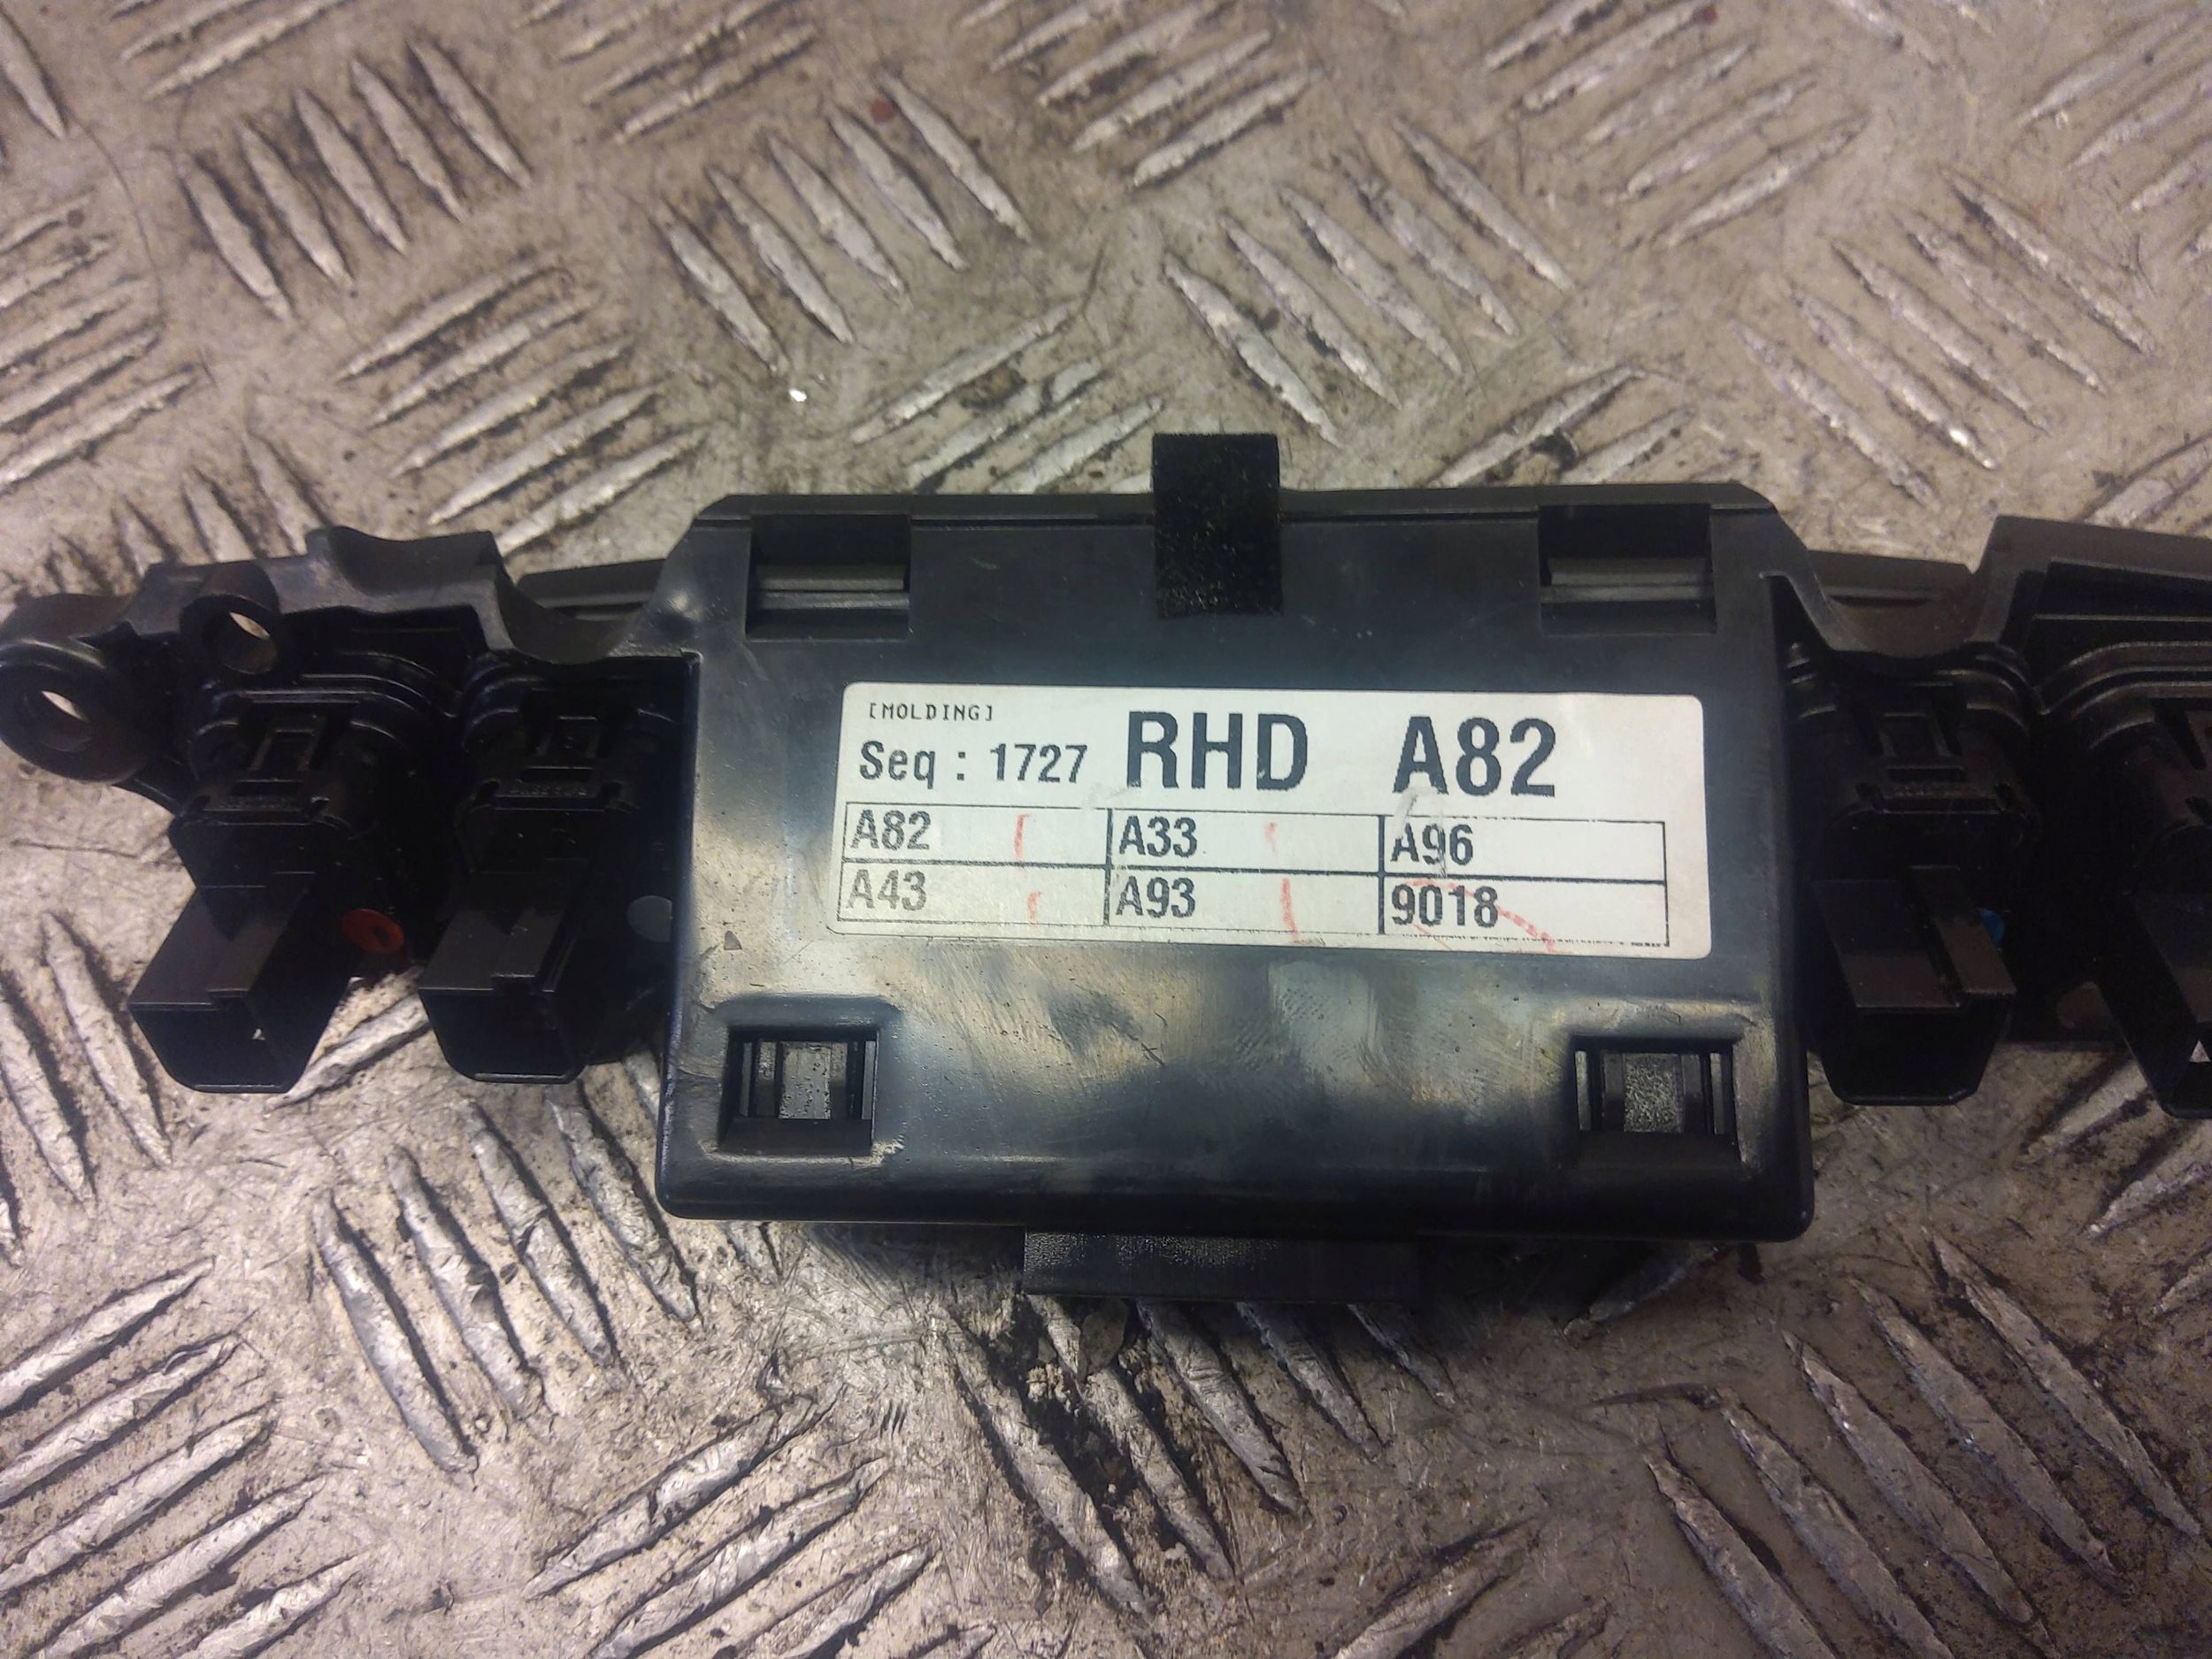 [MOLDING]
Seq : 1727 RHD A82
A82 A33 A96
A43 A93 9018